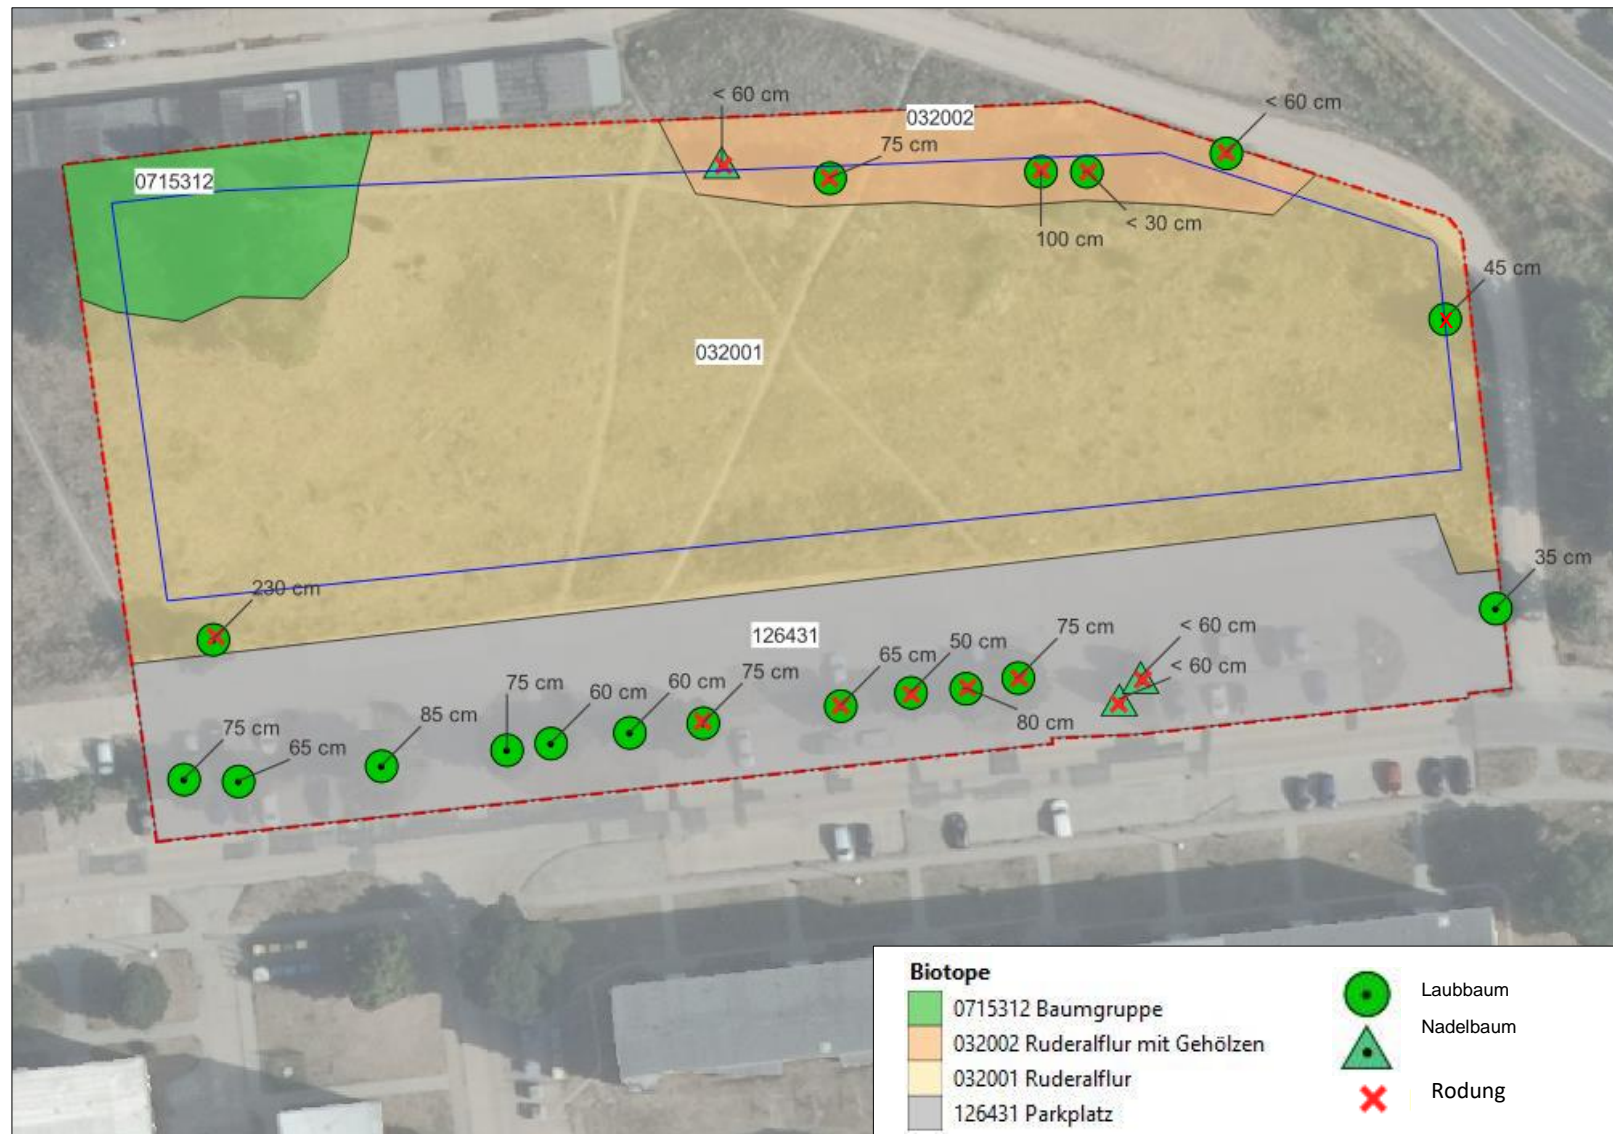 < 60 cm
032002
< 60 cm
75 cm
0715312
< 30 cm
100 cm
45 cm
032001
35 cm
230 cm
126431
< 60 cm
75 cm
50 cm
65 cm
< 60 cm
75 cm
60 cm
60 cm
75 cm
85 cm
80 cm
75 cm
65 cm
Biotope
0715312 Baumgruppe
032002 Ruderalflur mit Gehölzen
032001 Ruderalflur
126431 Parkplatz
Laubbaum
Nadelbaum
Rodung